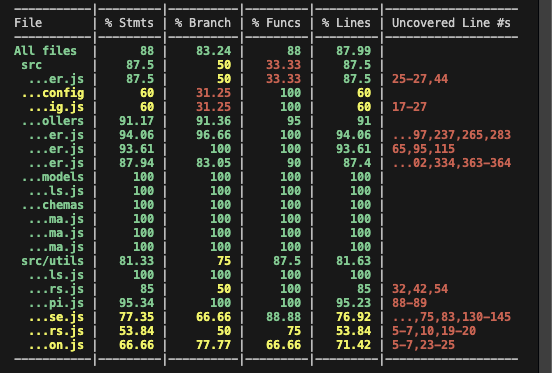 File | % Stmts | % Branch | % Funcs | % Lines | Uncovered Line #s
All files | 88 | 83.24 | 88 | 87.99 |
src | 87.5 | 50 | 33.33 | 87.5 |
...er.js | 87.5 | 50 | 33.33 | 87.5 | 25-27,44
...config | 60 | 31.25 | 100 | 60 |
...ig.js | 60 | 31.25 | 100 | 60 | 17-27
...ollers | 91.17 | 91.36 | 95 | 91 |
...er.js | 94.06 | 96.66 | 100 | 94.06 | ...97,237,265,283
...er.js | 93.61 | 100 | 100 | 93.61 | 65,95,115
...er.js | 87.94 | 83.05 | 90 | 87.4 | ...02,334,363-364
...models | 100 | 100 | 100 | 100 |
...ls.js | 100 | 100 | 100 | 100 |
...chemas | 100 | 100 | 100 | 100 |
...ma.js | 100 | 100 | 100 | 100 |
...ma.js | 100 | 100 | 100 | 100 |
...ma.js | 100 | 100 | 100 | 100 |
src/utils | 81.33 | 75 | 87.5 | 81.63 |
...ls.js | 100 | 100 | 100 | 100 |
...rs.js | 85 | 50 | 100 | 85 | 32,42,54
...pi.js | 95.34 | 100 | 100 | 95.23 | 88-89
...se.js | 77.35 | 66.66 | 88.88 | 76.92 | ...,75,83,130-145
...rs.js | 53.84 | 50 | 75 | 53.84 | 5-7,10,19-20
...on.js | 66.66 | 77.77 | 66.66 | 71.42 | 5-7,23-25